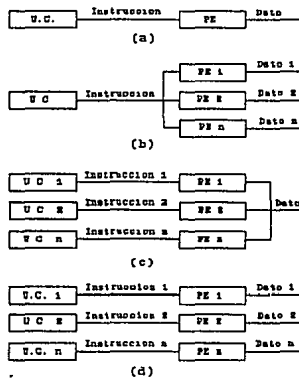 U.C. Instruccion PE Dato
(a)
PE 1 Dato 1
U C Instruccion PE 2 Dato 2
PE n Dato n
(b)
U C 1 Instruccion 1 PE 1
U C 2 Instruccion 2 PE 2 Dato
U C n Instruccion n PE n
(c)
U.C. 1 Instruccion 1 PE 1 Dato 1
U C 2 Instruccion 2 PE 2 Dato 2
U.C. n Instruccion n PE n Dato n
(d)